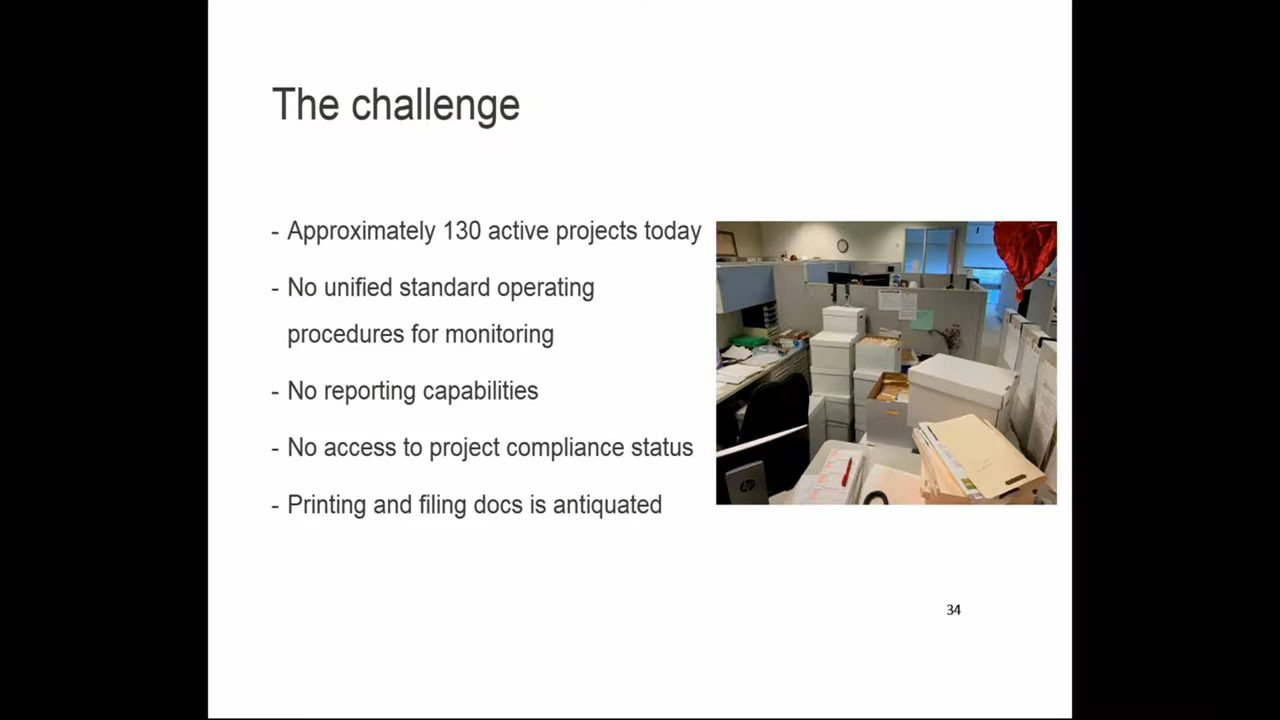 The challenge
- Approximately 130 active projects today
- No unified standard operating
procedures for monitoring
- No reporting capabilities
- No access to project compliance status
- Printing and filing docs is antiquated
hp
34